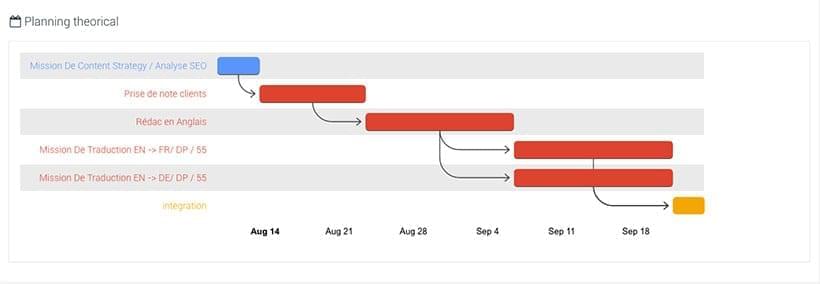 Planning theorical
Mission De Content Strategy / Analyse SEO
Prise de note clients
Rédac en Anglais
Mission De Traduction EN -> FR/ DP / 55
Mission De Traduction EN -> DE/ DP / 55
integration
Aug 14 Aug 21 Aug 28 Sep 4 Sep 11 Sep 18